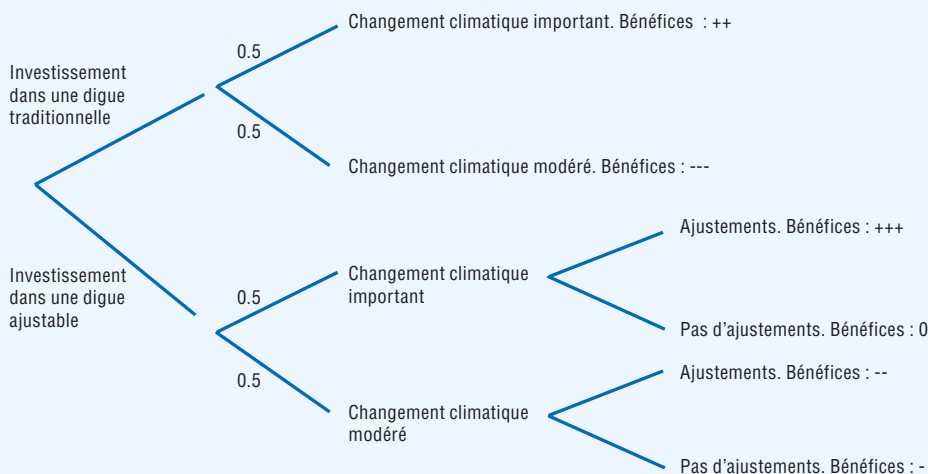 Changement climatique important. Bénéfices : ++
0.5
Investissement
dans une digue
traditionnelle
0.5
Changement climatique modéré. Bénéfices : ---
Ajustements. Bénéfices : +++
Investissement
dans une digue
ajustable
0.5
Changement climatique
important
Pas d’ajustements. Bénéfices : 0
Ajustements. Bénéfices : --
0.5
Changement climatique
modéré
Pas d’ajustements. Bénéfices : -